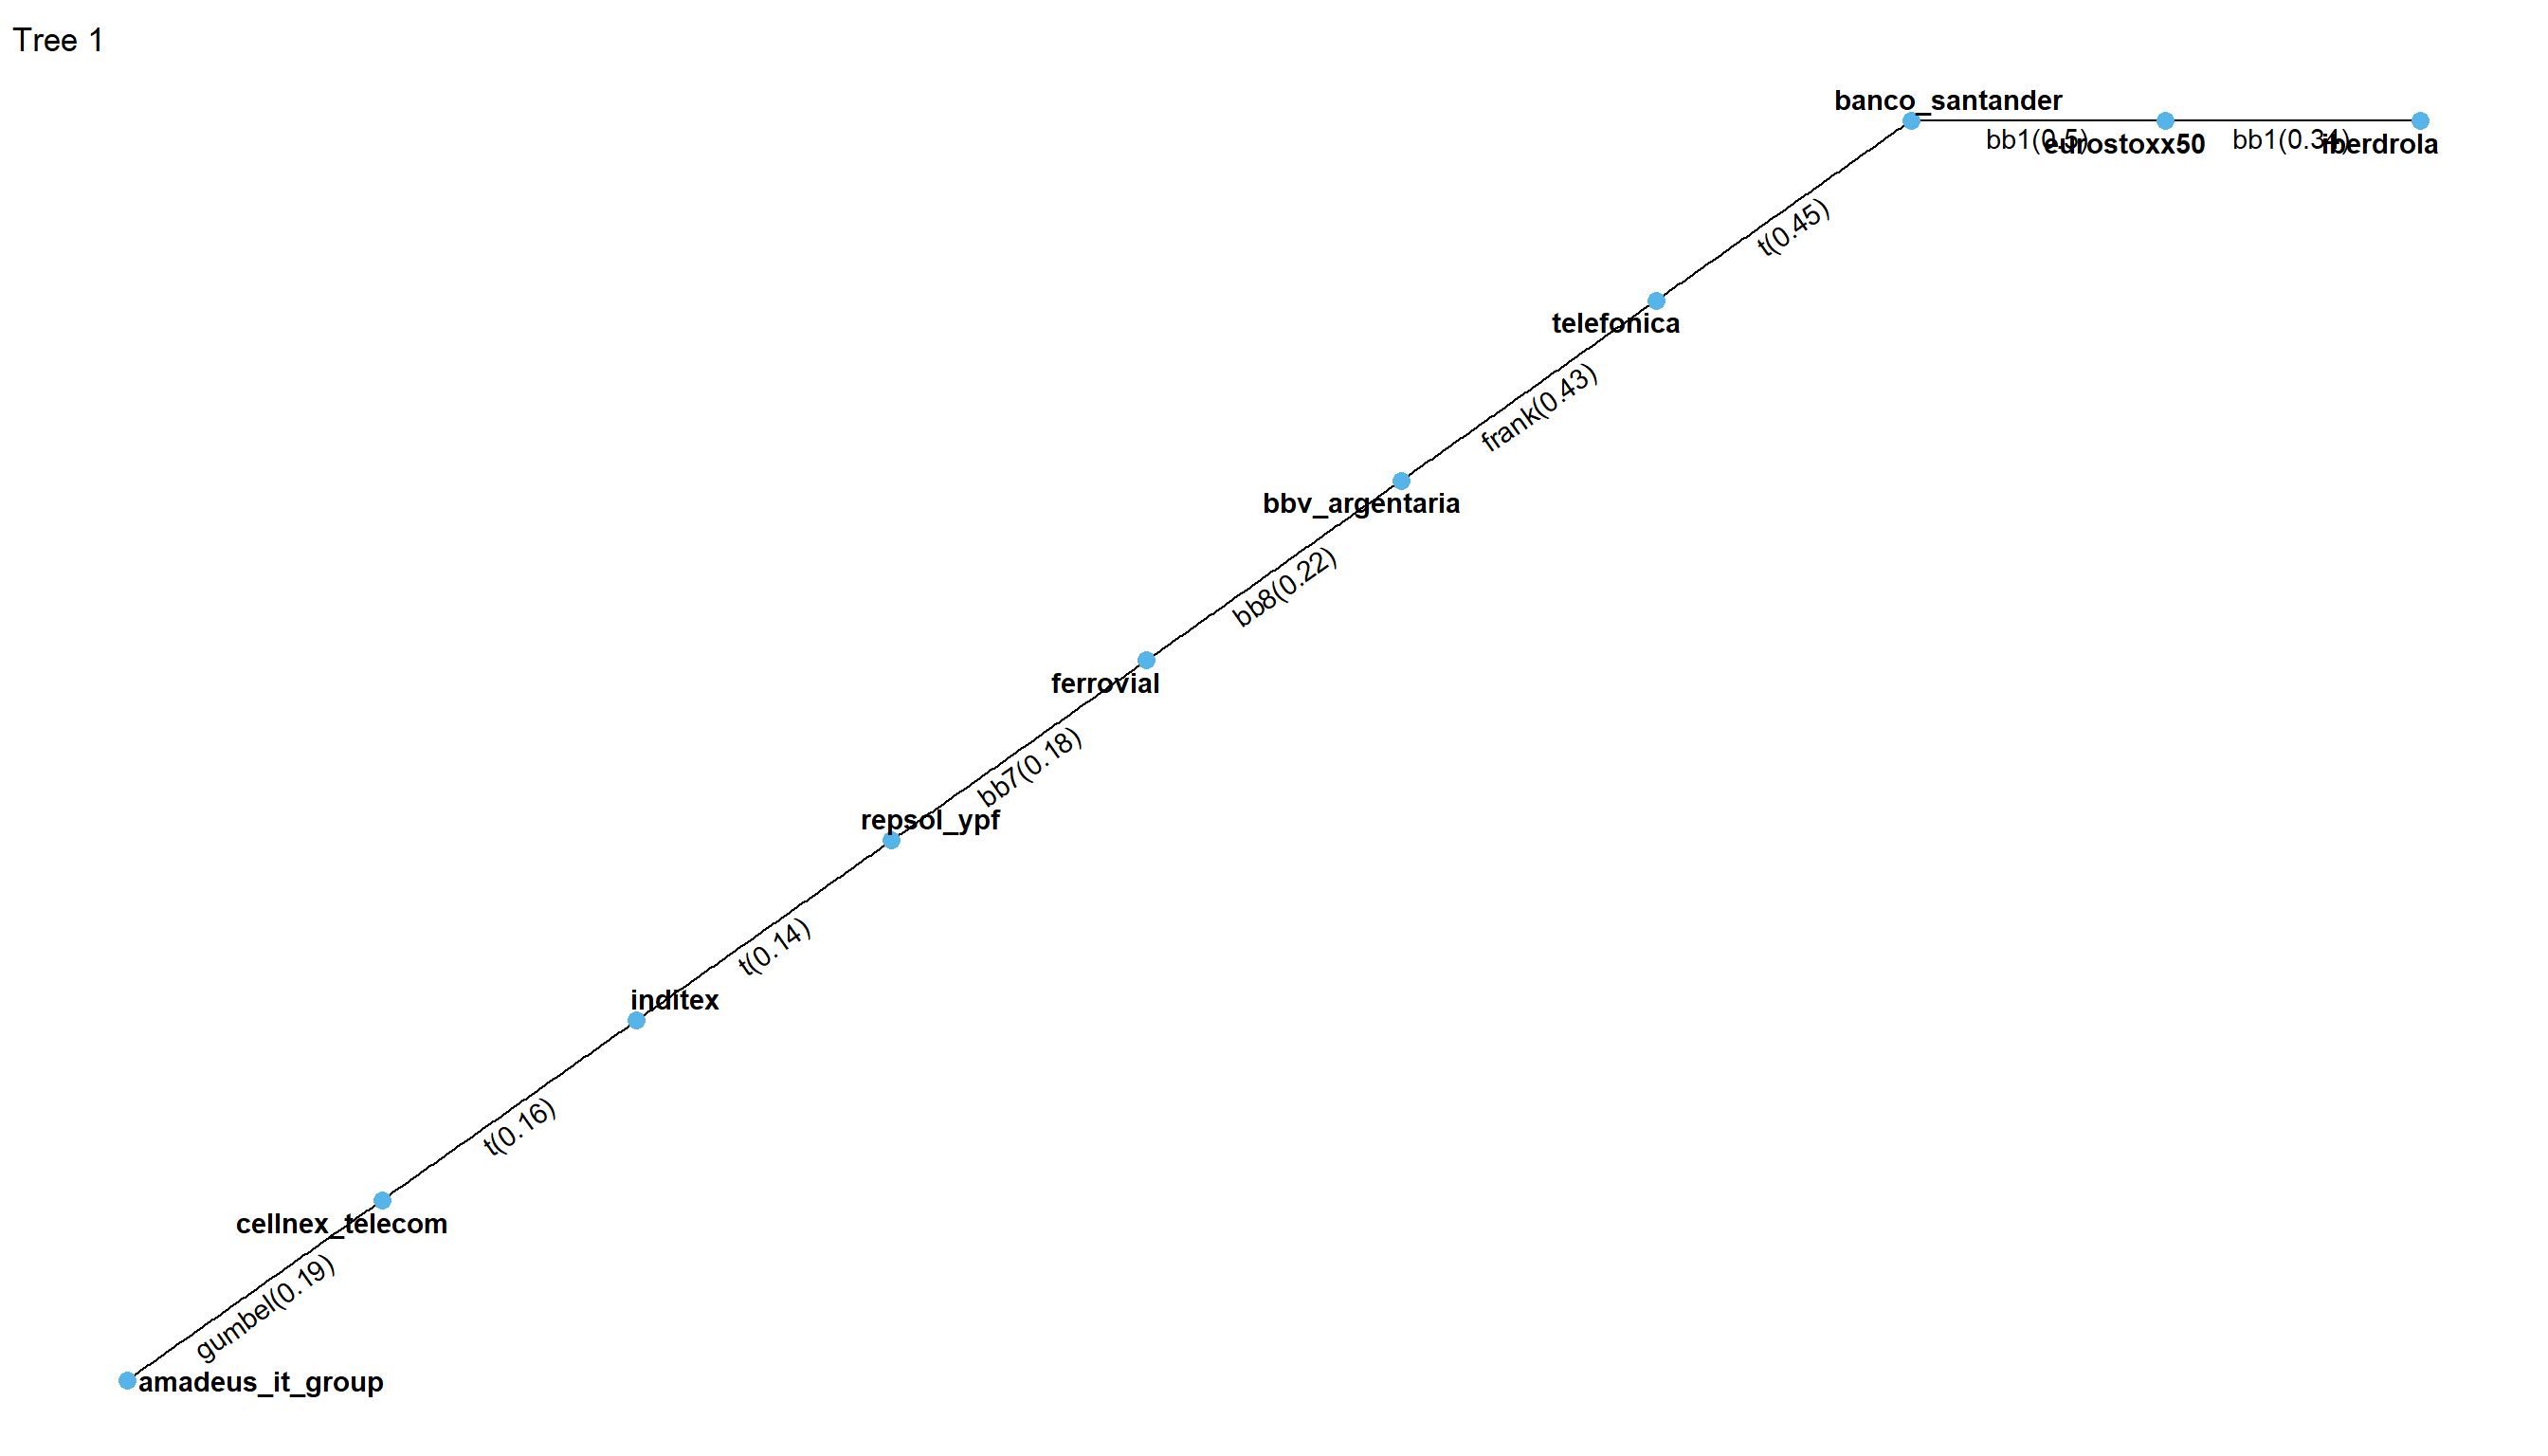 Tree 1
banco_santander
bb1(0.5)
eurostoxx50
bb1(0.34)
iberdrola
t(0.45)
telefonica
frank(0.43)
bbv_argentaria
bb8(0.22)
ferrovial
bb7(0.18)
repsol_ypf
t(0.14)
inditex
t(0.16)
cellnex_telecom
gumbel(0.19)
amadeus_it_group